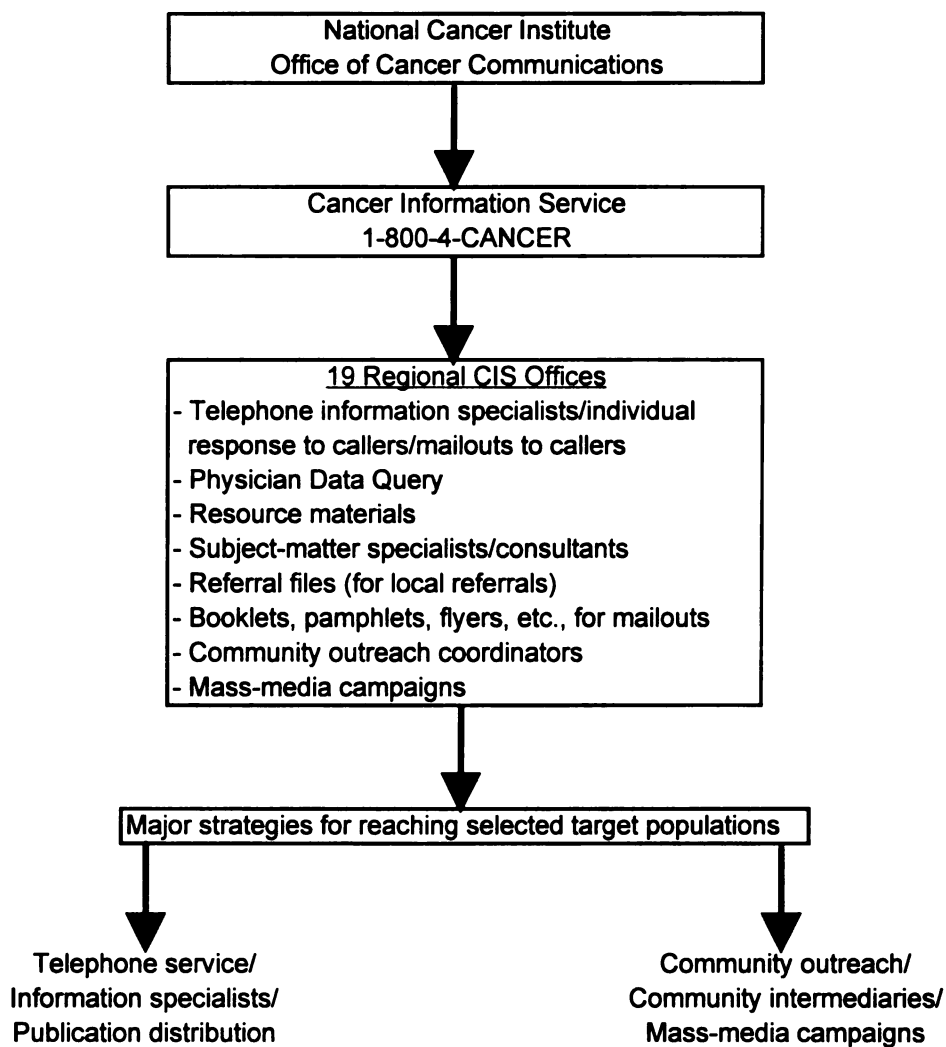 National Cancer Institute
Office of Cancer Communications
Cancer Information Service
1-800-4-CANCER
19 Regional CIS Offices
- Telephone information specialists/individual
response to callers/mailouts to callers
- Physician Data Query
- Resource materials
- Subject-matter specialists/consultants
- Referral files (for local referrals)
- Booklets, pamphlets, flyers, etc., for mailouts
- Community outreach coordinators
- Mass-media campaigns
Major strategies for reaching selected target populations
Telephone service/
Information specialists/
Publication distribution
Community outreach/
Community intermediaries/
Mass-media campaigns